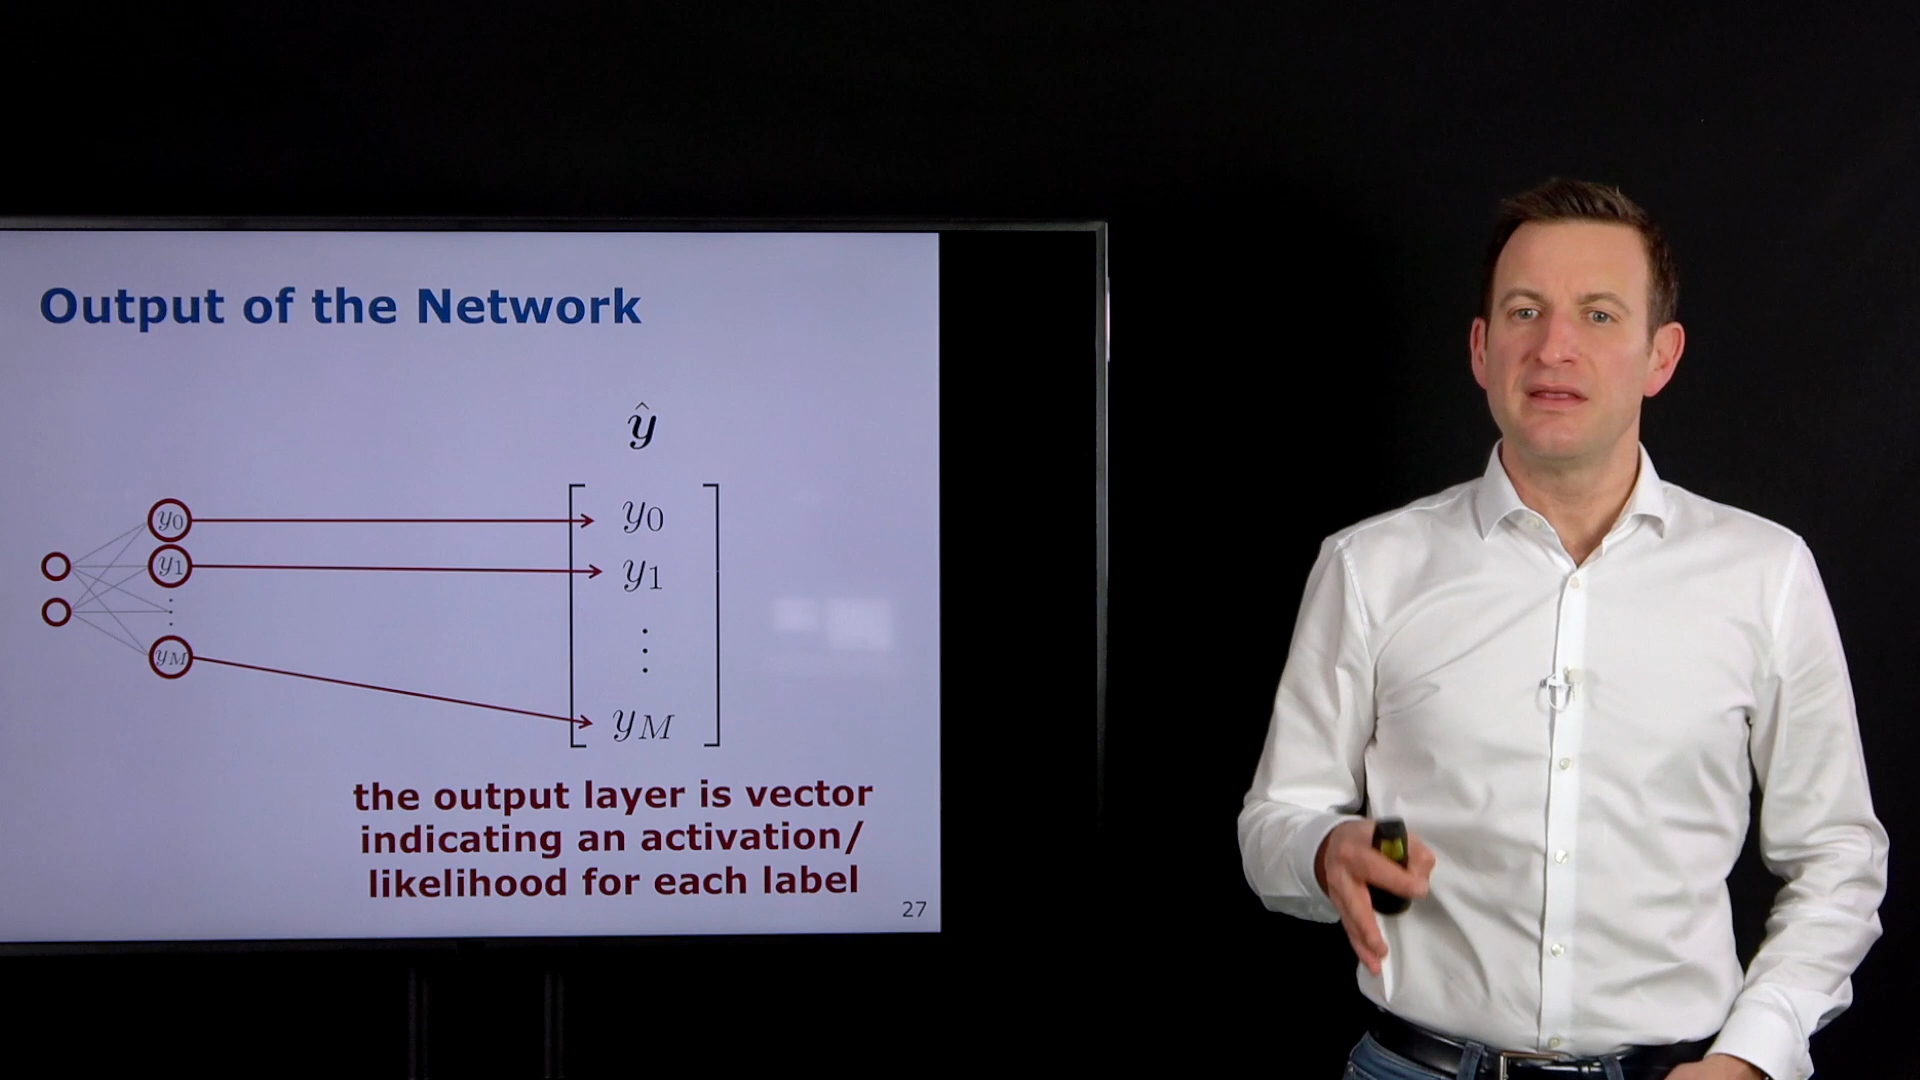 Output of the Network
ŷ
y0
y1
⋮
yM
y0
y1
⋮
yM
the output layer is vector
indicating an activation/
likelihood for each label
27